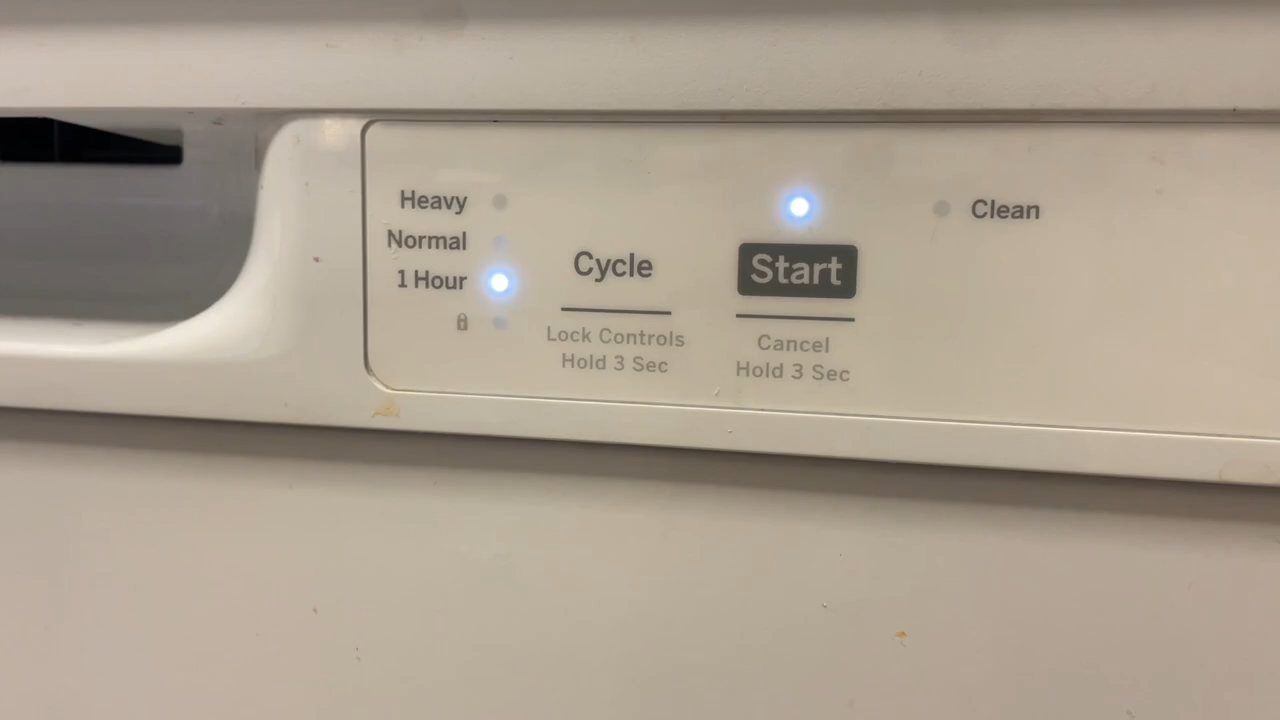 Heavy
Normal
1 Hour
Cycle
Lock Controls
Hold 3 Sec
Start
Cancel
Hold 3 Sec
Clean